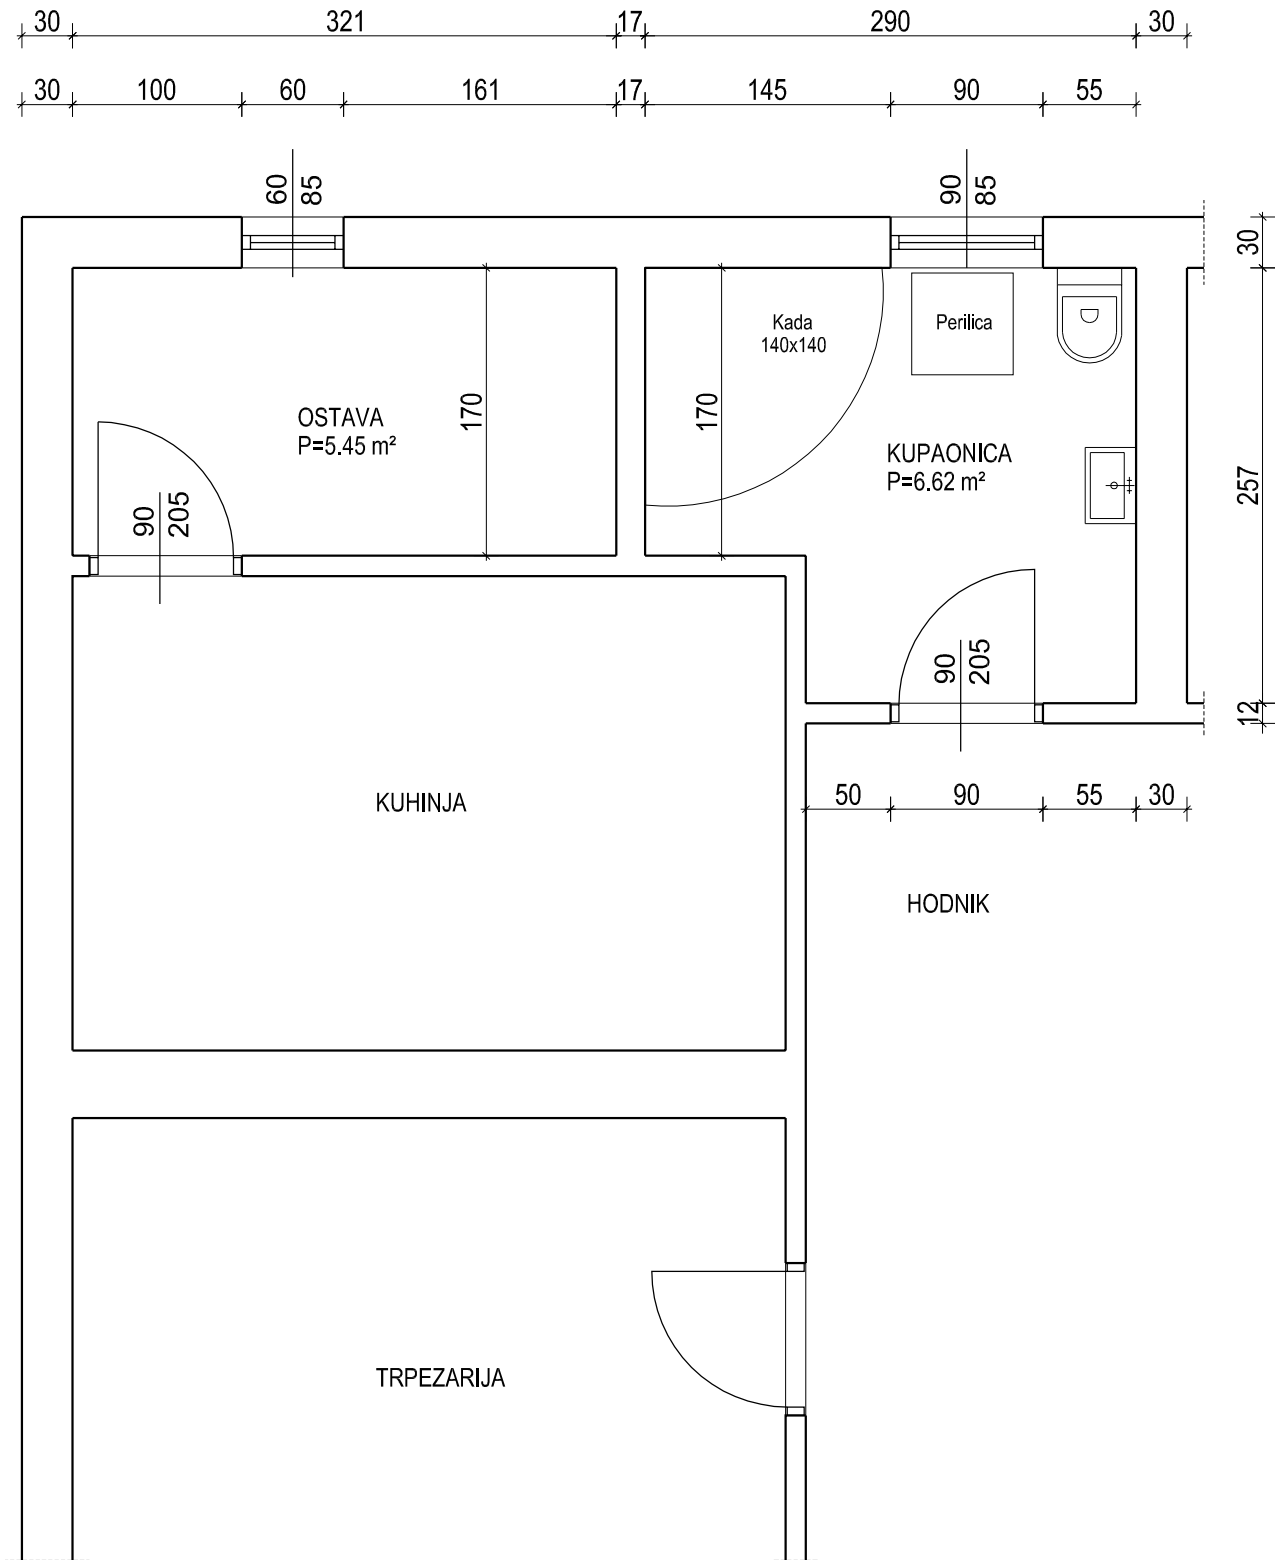 30 321 17 290 30
30 100 60 161 17 145 90 55
60
85
90
85
30
Kada
140x140
Perilica
170
170
OSTAVA
P=5.45 m²
KUPAONICA
P=6.62 m²
257
90
205
90
205
12
50 90 55 30
KUHINJA
HODNIK
TRPEZARIJA